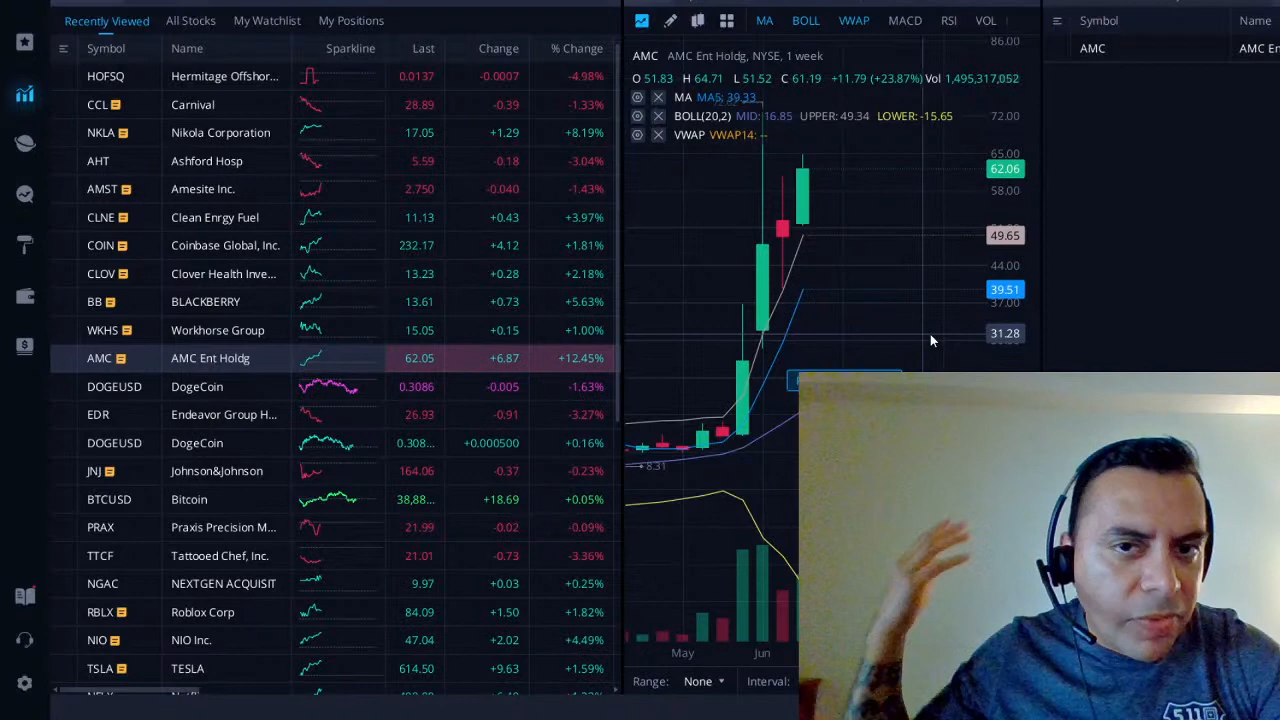 Recently Viewed All Stocks My Watchlist My Positions
Symbol Name Sparkline Last Change % Change
HOFSQ Hermitage Offshor... 0.0137 -0.0007 -4.98%
CCL Carnival 28.89 -0.39 -1.33%
NKLA Nikola Corporation 17.05 +1.29 +8.19%
AHT Ashford Hosp 5.59 -0.18 -3.04%
AMST Amesite Inc. 2.750 -0.040 -1.43%
CLNE Clean Enrgy Fuel 11.13 +0.43 +3.97%
COIN Coinbase Global, Inc. 232.17 +4.12 +1.81%
CLOV Clover Health Inve... 13.23 +0.28 +2.18%
BB BLACKBERRY 13.61 +0.73 +5.63%
WKHS Workhorse Group 15.05 +0.15 +1.00%
AMC AMC Ent Holdg 62.05 +6.87 +12.45%
DOGEUSD DogeCoin 0.3086 -0.005 -1.63%
EDR Endeavor Group H... 26.93 -0.91 -3.27%
DOGEUSD DogeCoin 0.308... +0.000500 +0.16%
JNJ Johnson&Johnson 164.06 -0.37 -0.23%
BTCUSD Bitcoin 38,88... +18.69 +0.05%
PRAX Praxis Precision M... 21.99 -0.02 -0.09%
TTCF Tattooed Chef, Inc. 21.01 -0.73 -3.36%
NGAC NEXTGEN ACQUISIT 9.97 +0.03 +0.25%
RBLX Roblox Corp 84.09 +1.50 +1.82%
NIO NIO Inc. 47.04 +2.02 +4.49%
TSLA TESLA 614.50 +9.63 +1.59%
MA BOLL VWAP MACD RSI VOL
AMC AMC Ent Holdg, NYSE, 1 week
O 51.83 H 64.71 L 51.52 C 61.19 +11.79 (+23.87%) Vol 1,495,317,052
MA MA5: 39.33
BOLL(20,2) MID: 16.85 UPPER: 49.34 LOWER: -15.65
VWAP VWAP14: --
86.00
72.00
65.00
62.06
58.00
49.65
44.00
39.51
37.00
31.28
8.31
May Jun
Range: None Interval:
Symbol Name
AMC AMC En
5.11